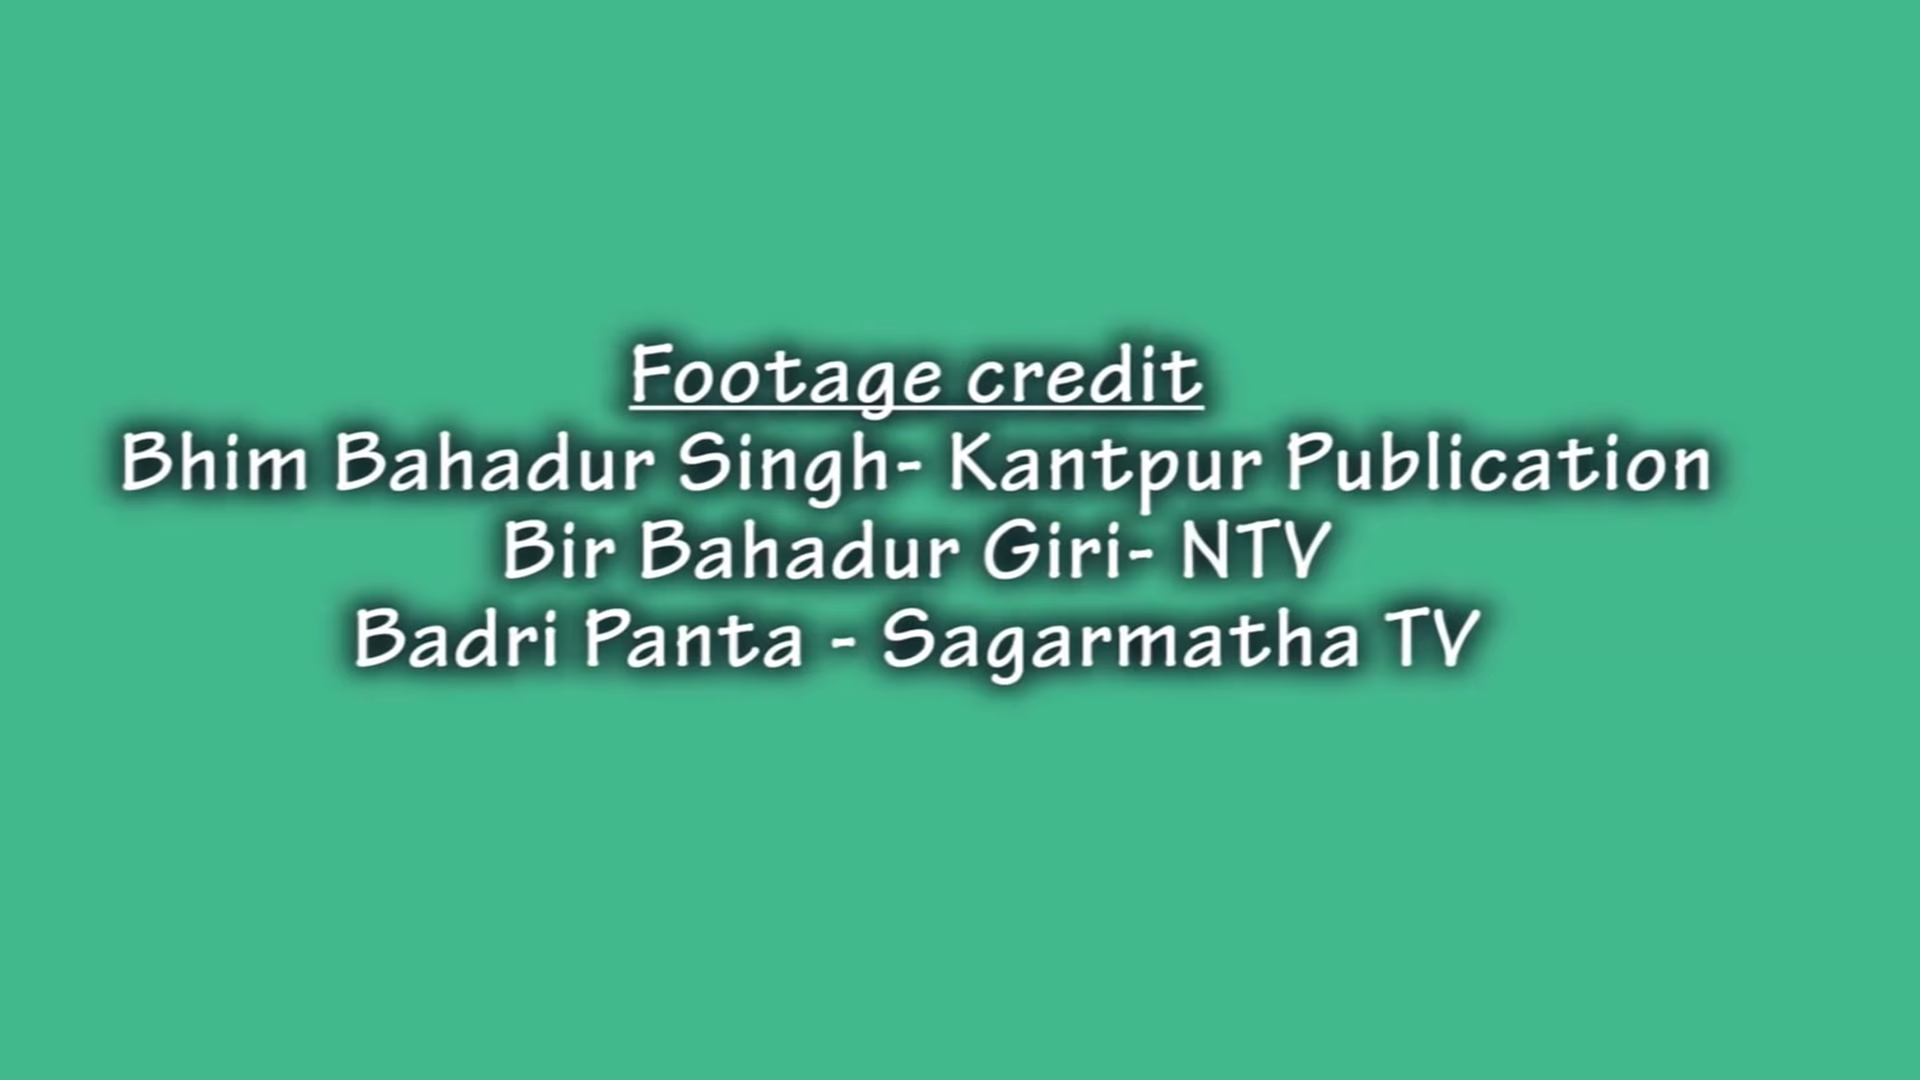 Footage credit
Bhim Bahadur Singh- Kantpur Publication
Bir Bahadur Giri- NTV
Badri Panta - Sagarmatha TV